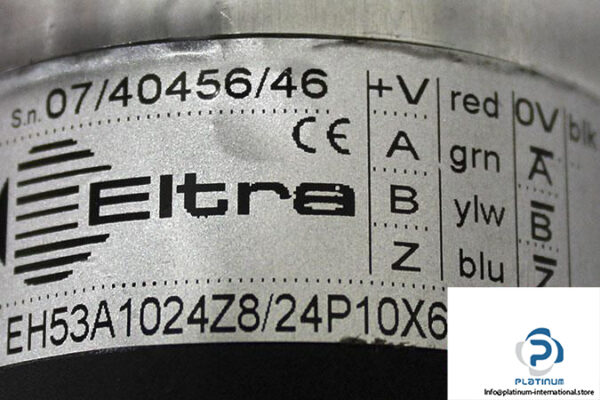 S.n. 07/40456/46
CE
Eltra
+V red 0V blk
A grn A̅
B ylw B̅
Z blu Z̅
EH53A1024Z8/24P10X6
PLATINUM
Info@platinum-international.store